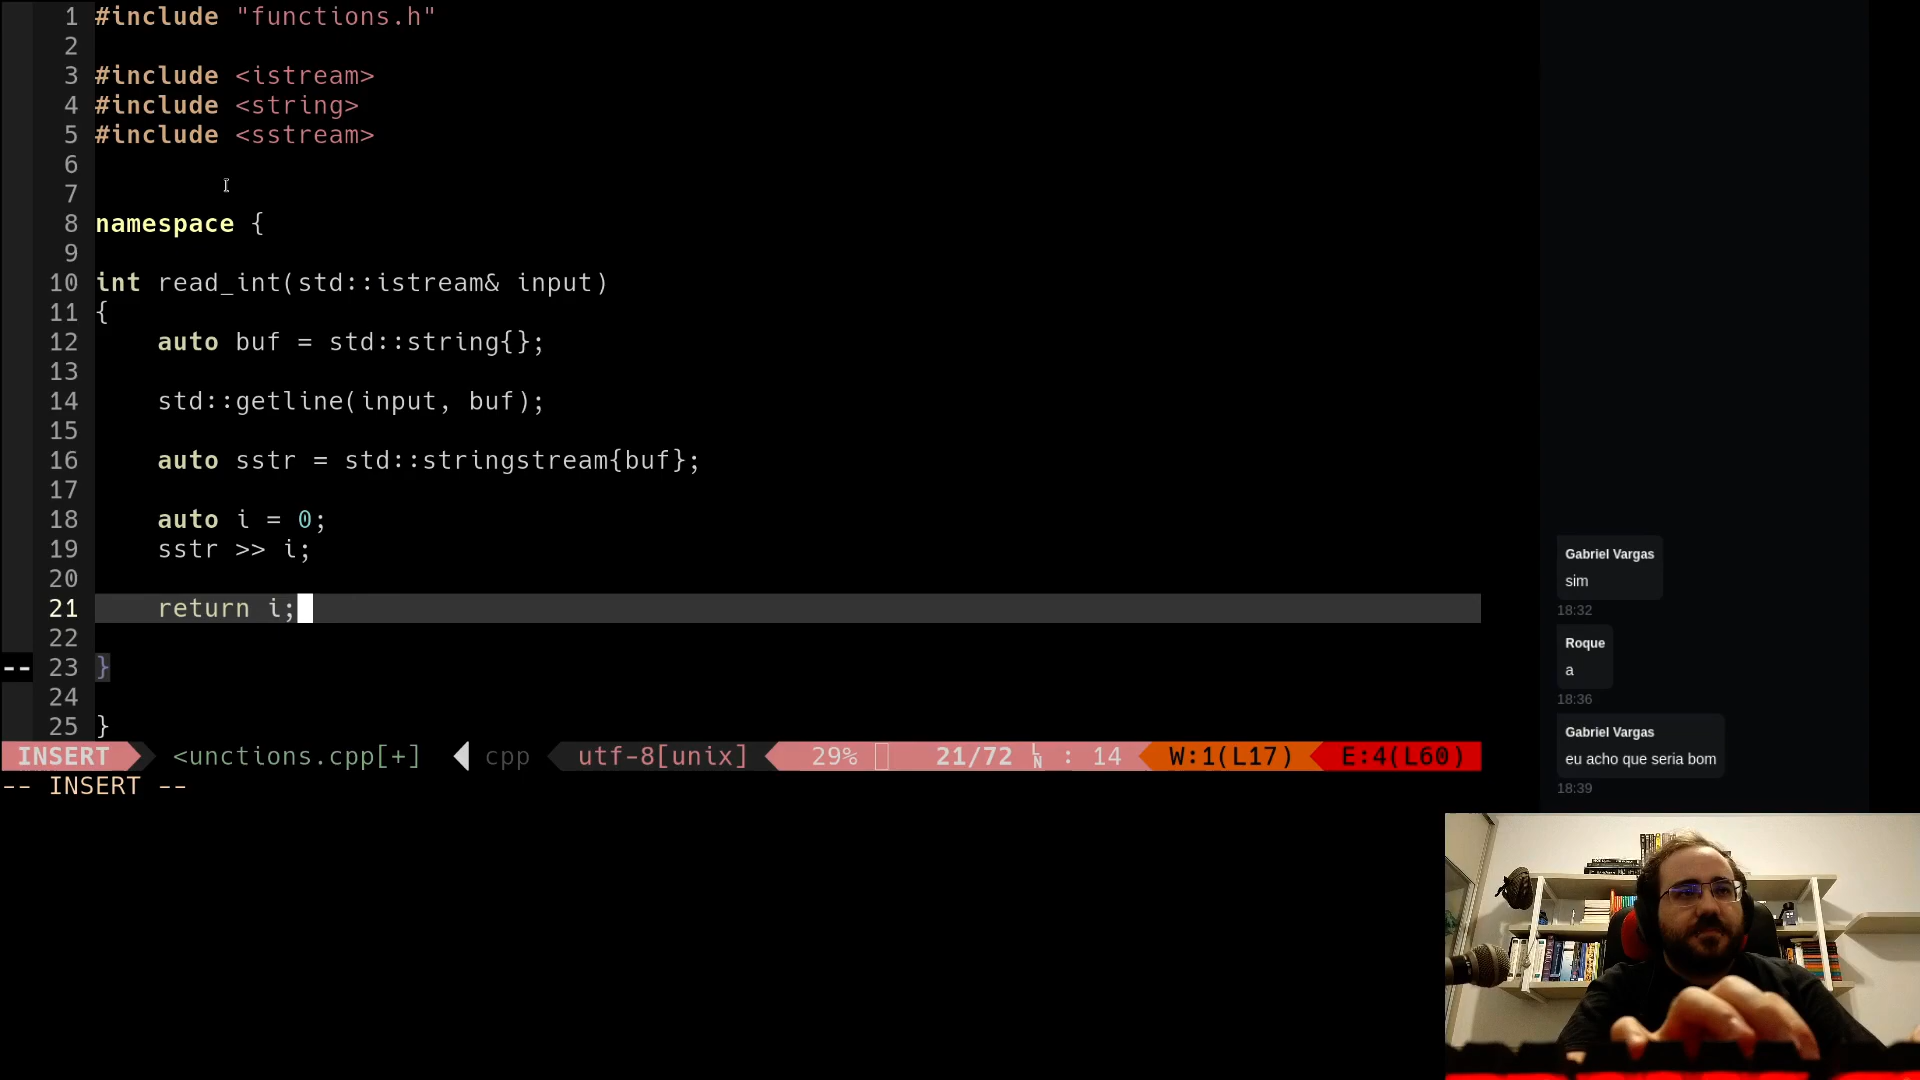 1 #include "functions.h"
2
3 #include <istream>
4 #include <string>
5 #include <sstream>
6
7
8 namespace {
9
10 int read_int(std::istream& input)
11 {
12     auto buf = std::string{};
13
14     std::getline(input, buf);
15
16     auto sstr = std::stringstream{buf};
17
18     auto i = 0;
19     sstr >> i;
20
21     return i;
22
-- 23 }
24
25 }
INSERT <unctions.cpp[+] cpp utf-8[unix] 29% 21/72 LN : 14 W:1(L17) E:4(L60)
-- INSERT --
Gabriel Vargas
sim
18:32
Roque
a
18:36
Gabriel Vargas
eu acho que seria bom
18:39